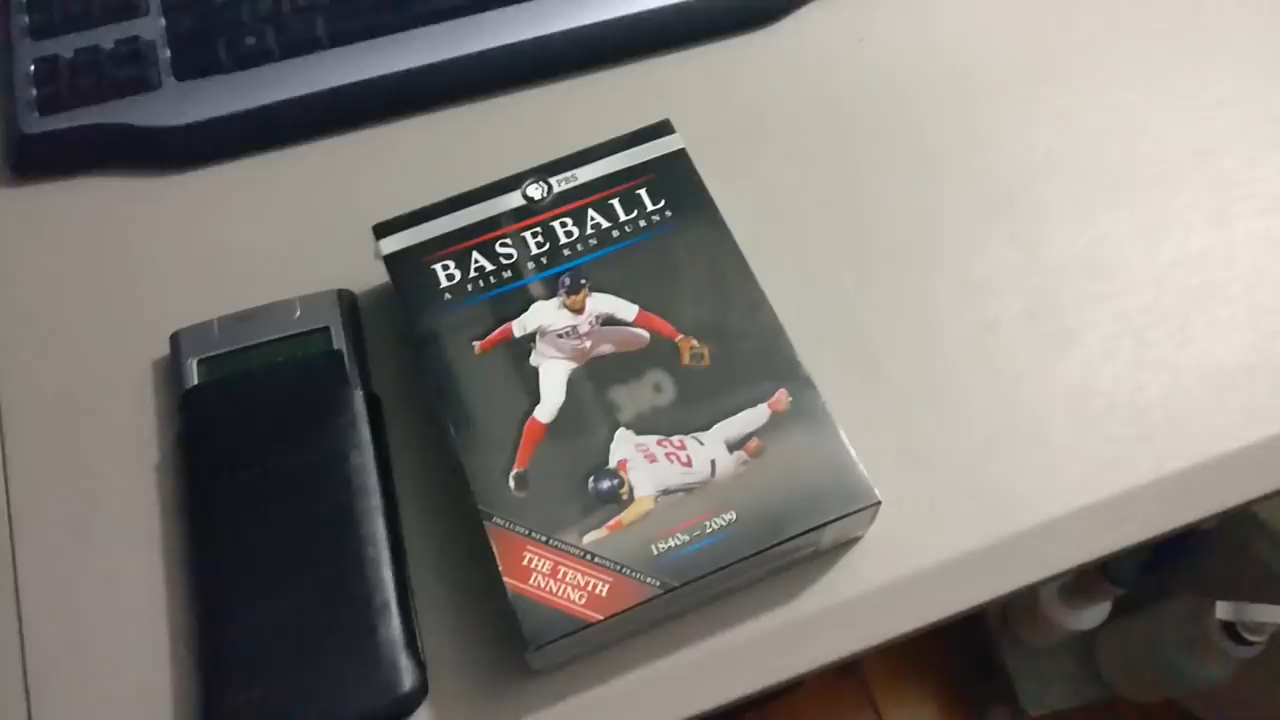 PBS
BASEBALL
A FILM BY KEN BURNS
22
1840s – 2009
INCLUDES NEW EPISODES & BONUS FEATURES
THE TENTH
INNING